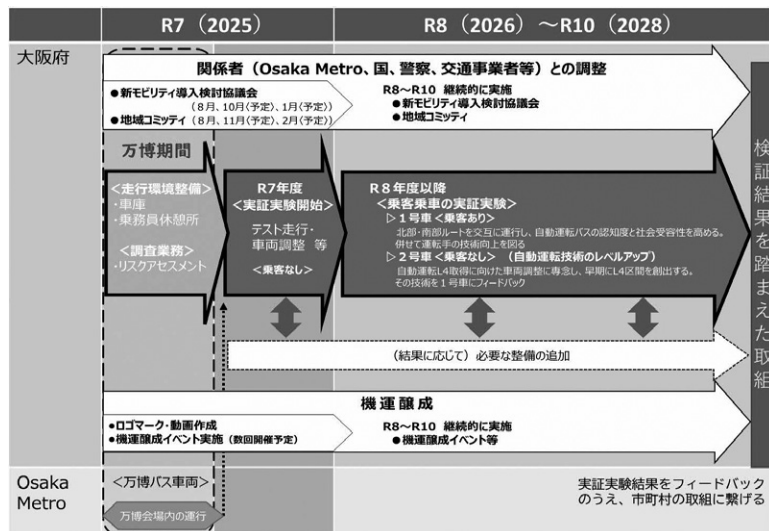 R7（2025）
R8（2026）～R10（2028）
大阪府
関係者（Osaka Metro、国、警察、交通事業者等）との調整
●新モビリティ導入検討協議会
（8月、10月〈予定〉、1月〈予定〉）
●地域コミッティ（8月、11月〈予定〉、2月〈予定〉）
R8～R10 継続的に実施
●新モビリティ導入検討協議会
●地域コミッティ
万博期間
＜走行環境整備＞
・車庫
・乗務員休憩所
＜調査業務＞
・リスクアセスメント
R7年度
＜実証実験開始＞
テスト走行・
車両調整 等
＜乗客なし＞
R8年度以降
＜乗客乗車の実証実験＞
▷1号車＜乗客あり＞
北部・南部ルートを交互に運行し、自動運転バスの認知度と社会受容性を高める。
併せて運転手の技術向上を図る
▷2号車＜乗客なし＞（自動運転技術のレベルアップ）
自動運転L4取得に向けた車両調整に専念し、早期にL4区間を創出する。
その技術を1号車にフィードバック
検証結果を踏まえた取組
（結果に応じて）必要な整備の追加
機運醸成
●ロゴマーク・動画作成
●機運醸成イベント実施（数回開催予定）
R8～R10 継続的に実施
●機運醸成イベント等
Osaka
Metro
＜万博バス車両＞
万博会場内の運行
実証実験結果をフィードバック
のうえ、市町村の取組に繋げる